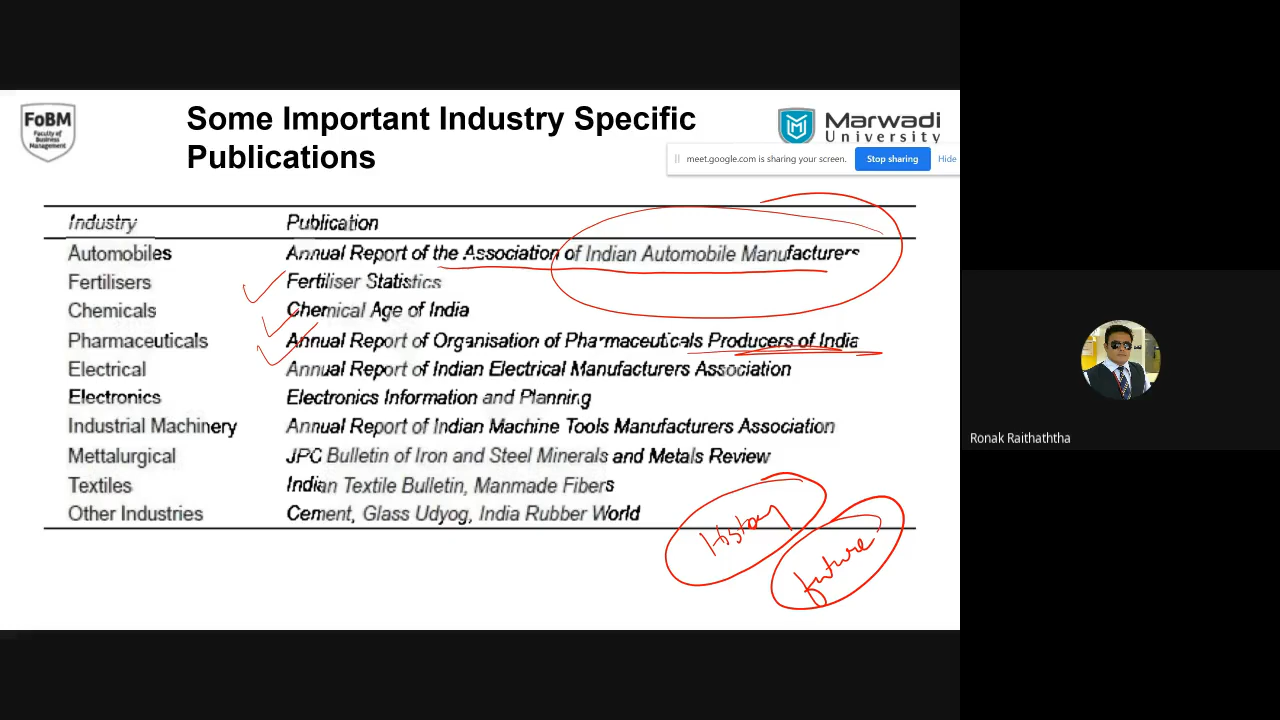 FoBM
Faculty of
Business
Management
Some Important Industry Specific
Publications
Marwadi
University
meet.google.com is sharing your screen. Stop sharing Hide
Industry Publication
Automobiles Annual Report of the Association of Indian Automobile Manufacturers
Fertilisers Fertiliser Statistics
Chemicals Chemical Age of India
Pharmaceuticals Annual Report of Organisation of Pharmaceuticals Producers of India
Electrical Annual Report of Indian Electrical Manufacturers Association
Electronics Electronics Information and Planning
Industrial Machinery Annual Report of Indian Machine Tools Manufacturers Association
Mettalurgical JPC Bulletin of Iron and Steel Minerals and Metals Review
Textiles Indian Textile Bulletin, Manmade Fibers
Other Industries Cement, Glass Udyog, India Rubber World
History
future
Ronak Raithaththa